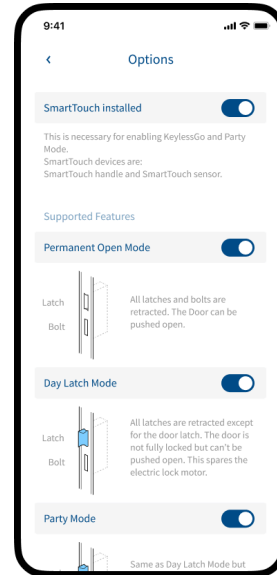 9:41
Options
SmartTouch installed
This is necessary for enabling KeylessGo and Party
Mode.
SmartTouch devices are:
SmartTouch handle and SmartTouch sensor.
Supported Features
Permanent Open Mode
Latch
Bolt
All latches and bolts are
retracted. The Door can be
pushed open.
Day Latch Mode
Latch
Bolt
All latches are retracted except
for the door latch. The door is
not fully locked but can't be
pushed open. This spares the
electric lock motor.
Party Mode
Same as Day Latch Mode but